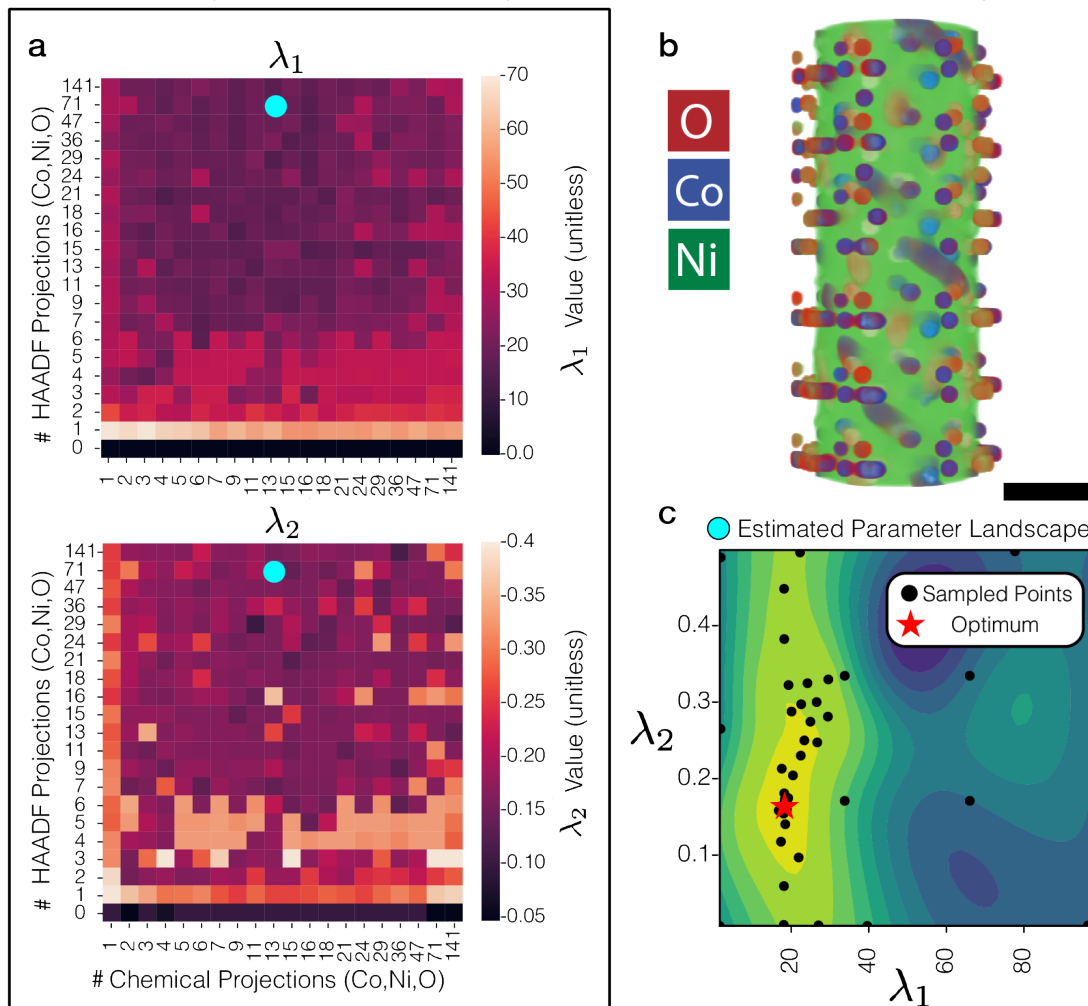 a
λ1
# HAADF Projections (Co,Ni,O)
141
71
47
36
29
24
21
18
16
15
13
11
9
7
6
5
4
3
2
1
0
1 2 3 4 5 6 7 9 11 13 15 16 18 21 24 29 36 47 71 141
-70
-60
-50
-40
-30
-20
-10
-0.0
λ1 Value (unitless)
λ2
# HAADF Projections (Co,Ni,O)
141
71
47
36
29
24
21
18
16
15
13
11
9
7
6
5
4
3
2
1
0
1 2 3 4 5 6 7 9 11 13 15 16 18 21 24 29 36 47 71 141
# Chemical Projections (Co,Ni,O)
-0.4
-0.35
-0.30
-0.25
-0.20
-0.15
-0.10
-0.05
λ2 Value (unitless)
b
O
Co
Ni
c
Estimated Parameter Landscape
Sampled Points
Optimum
λ2
0.4
0.3
0.2
0.1
20 40 60 80
λ1